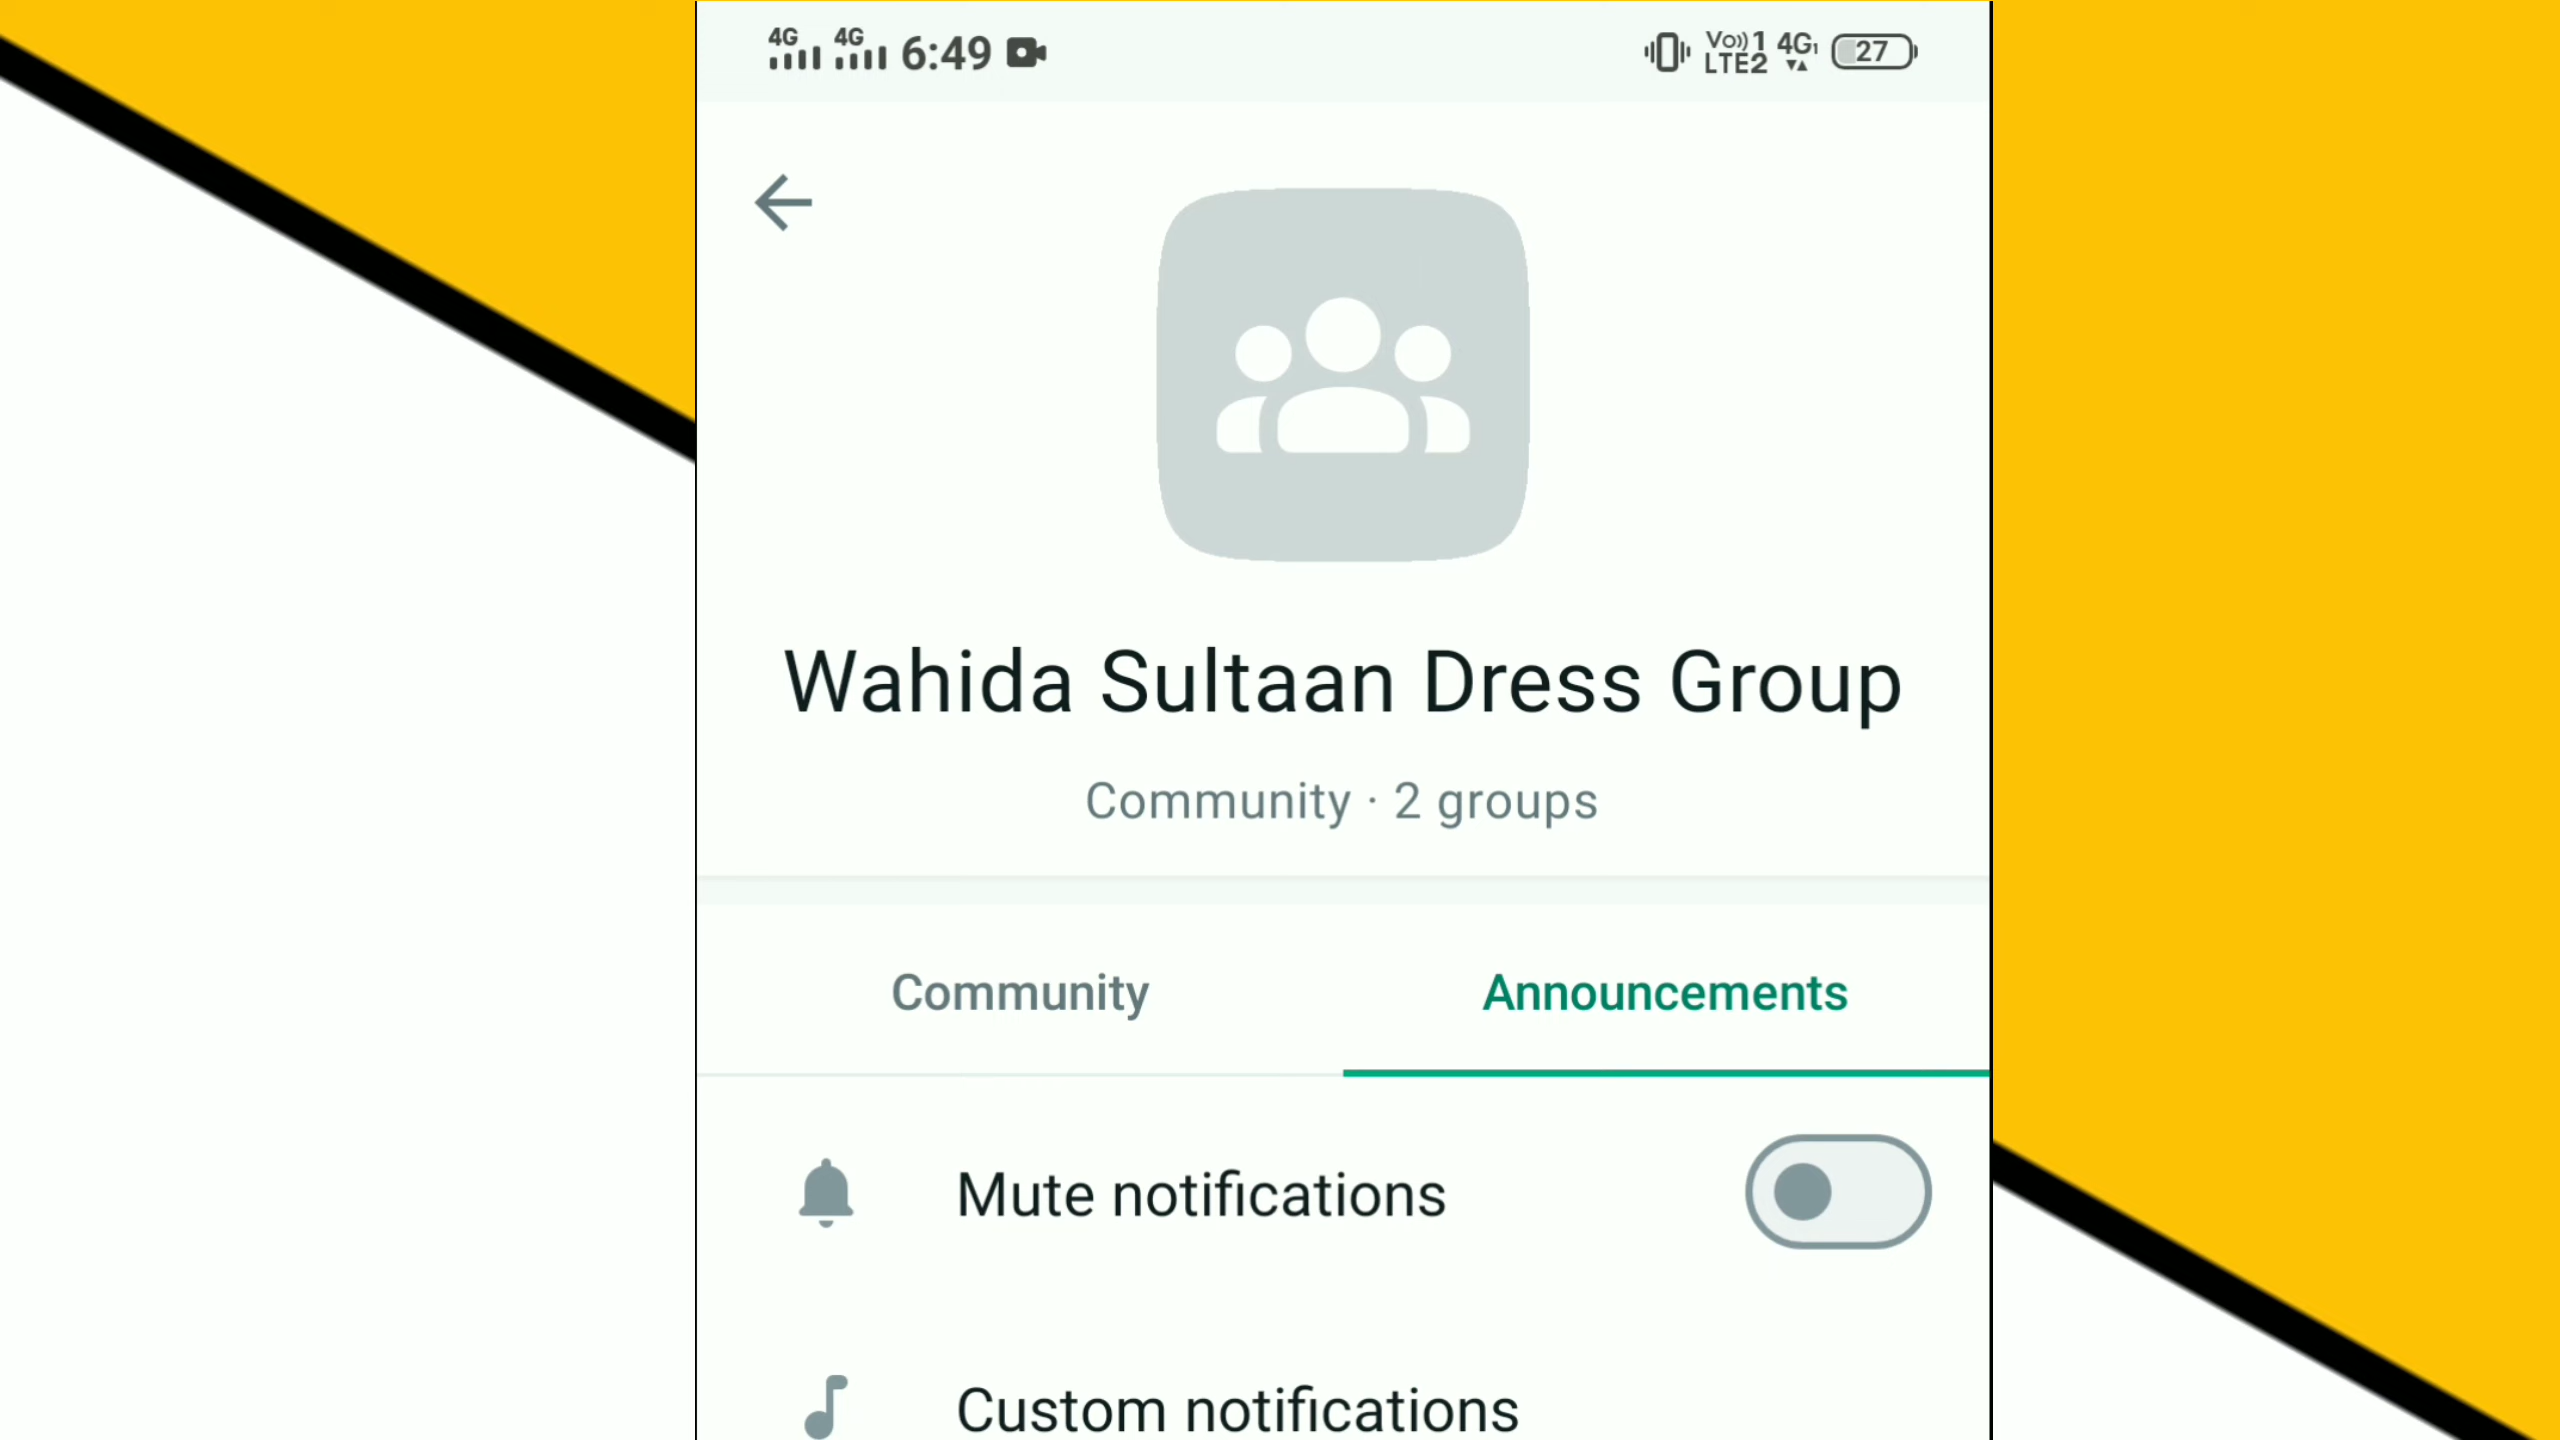 4G 4G 6:49 Vo)) 1 LTE2 4G1 27
Wahida Sultaan Dress Group
Community · 2 groups
Community Announcements
Mute notifications
Custom notifications